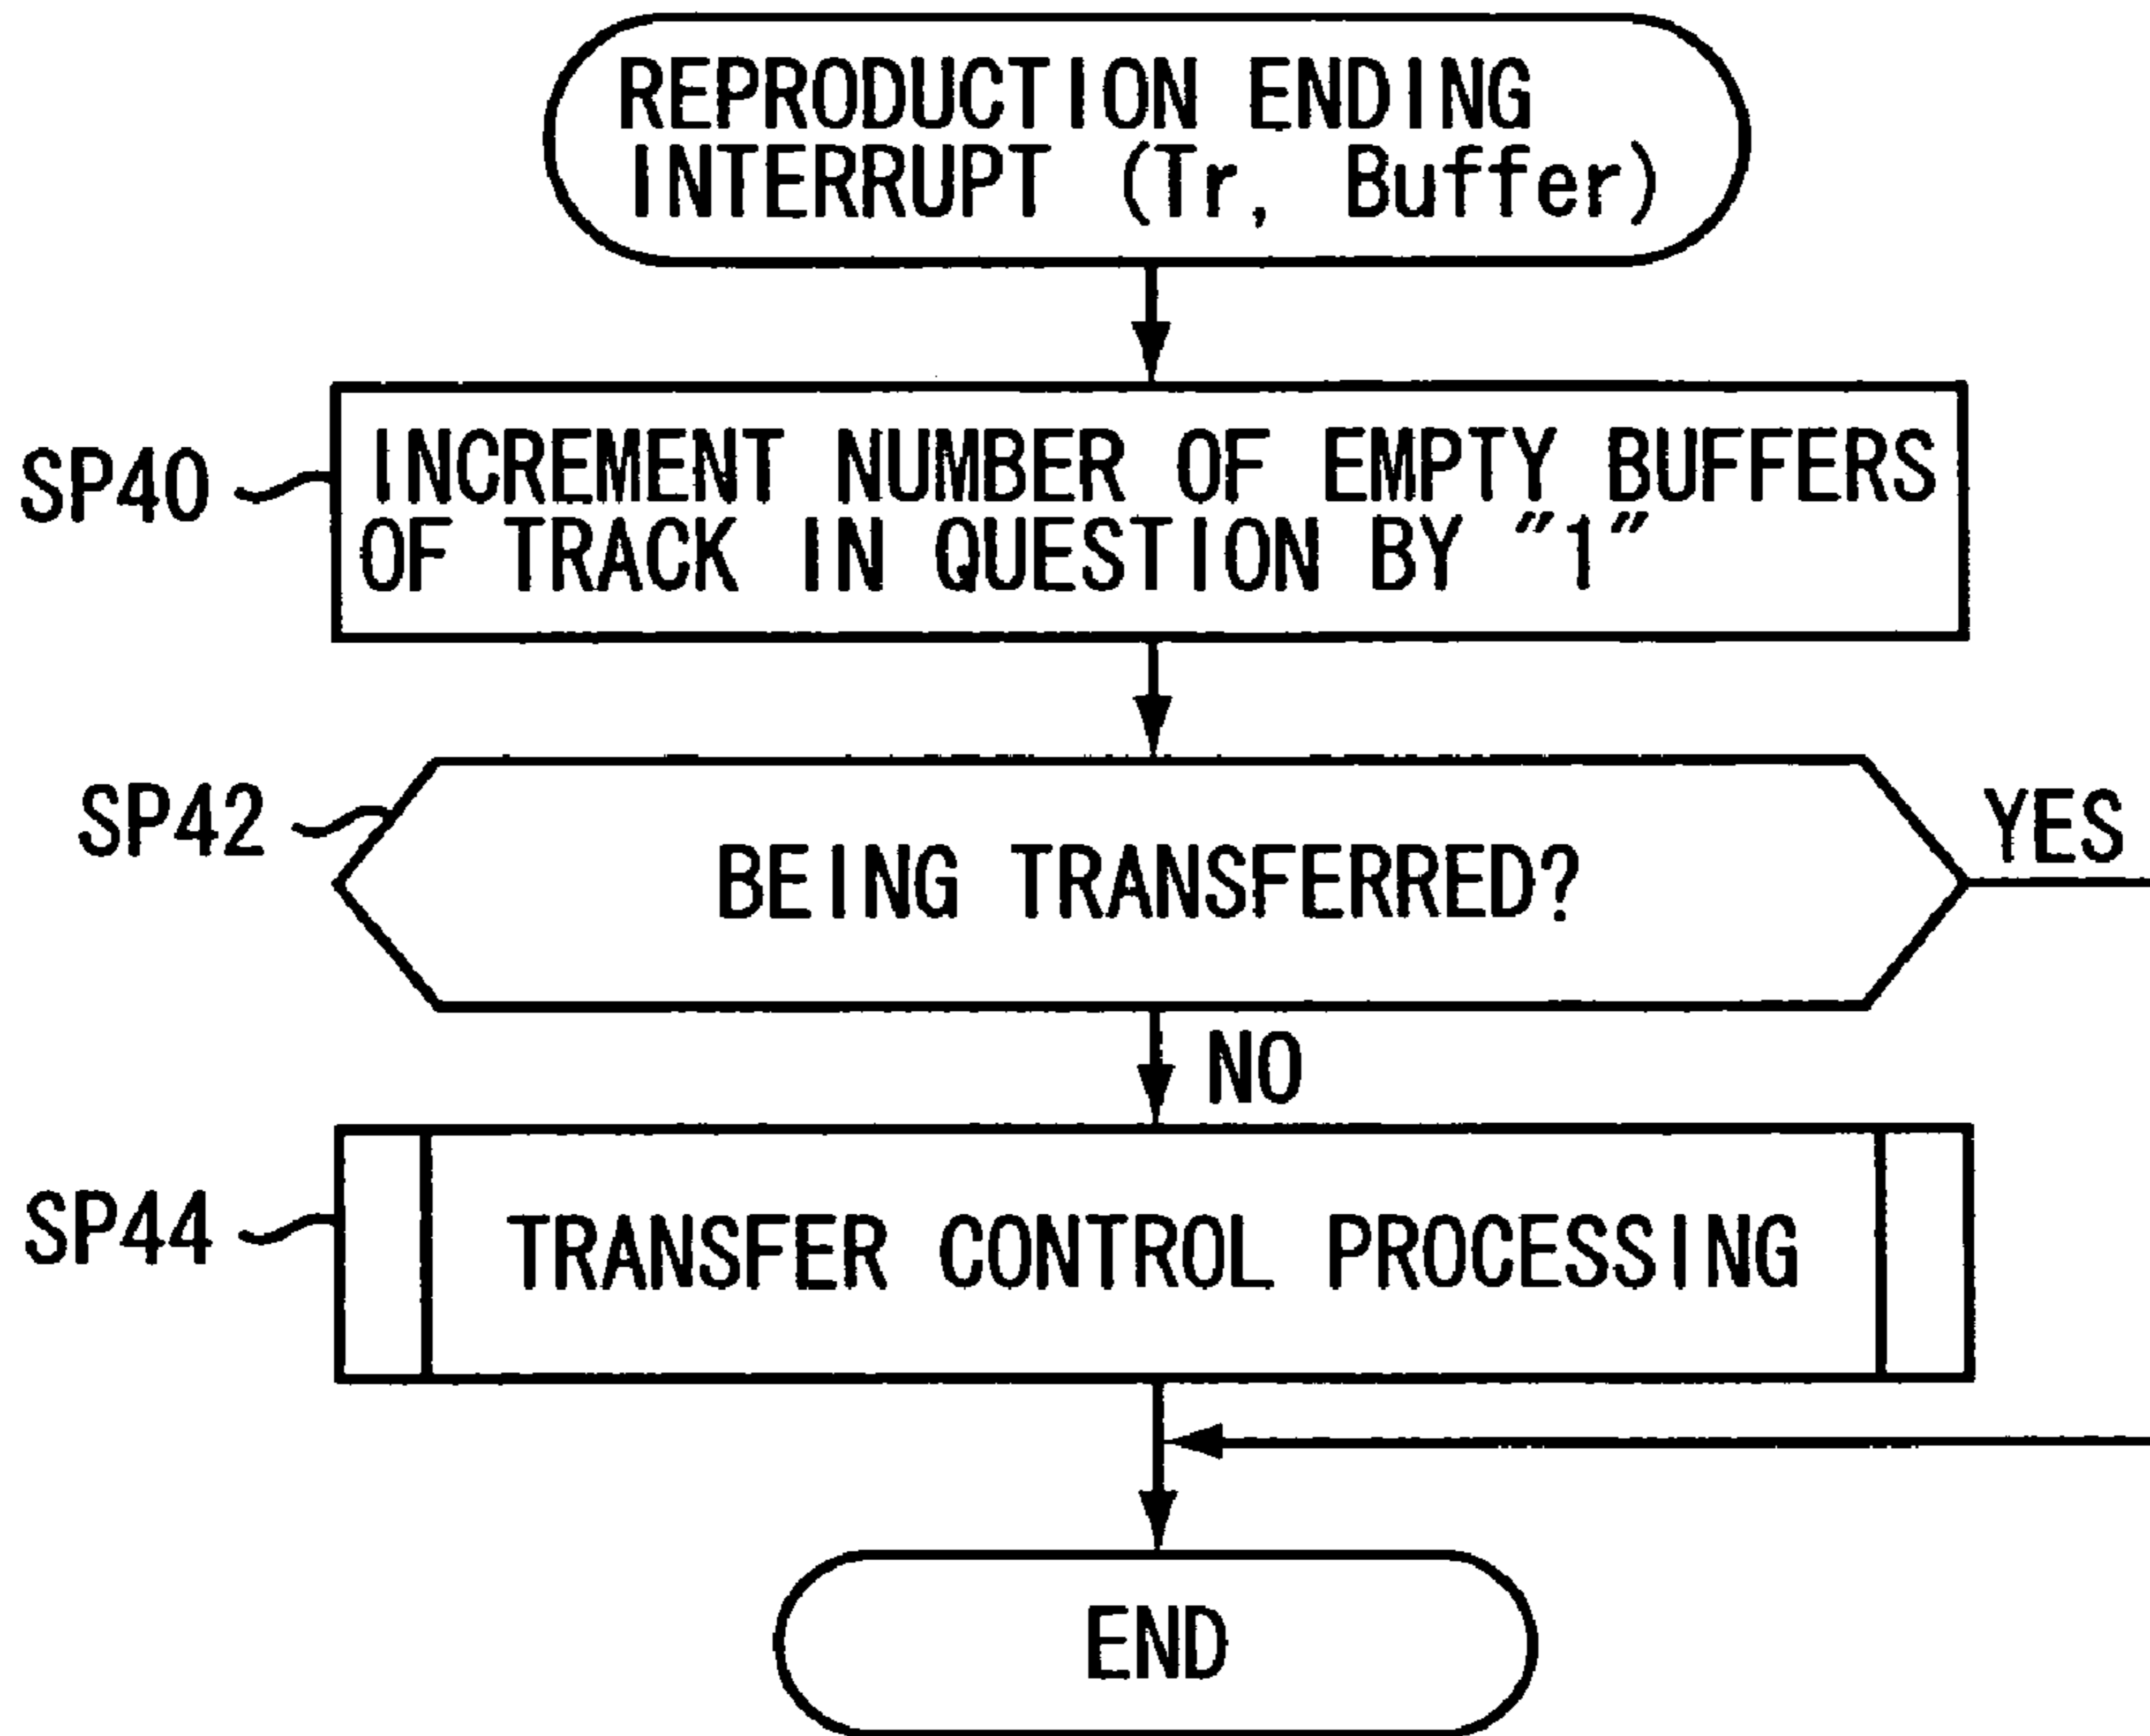 REPRODUCTION ENDING
INTERRUPT (Tr, Buffer)
SP40
INCREMENT NUMBER OF EMPTY BUFFERS
OF TRACK IN QUESTION BY "1"
SP42
BEING TRANSFERRED?
YES
NO
SP44
TRANSFER CONTROL PROCESSING
END